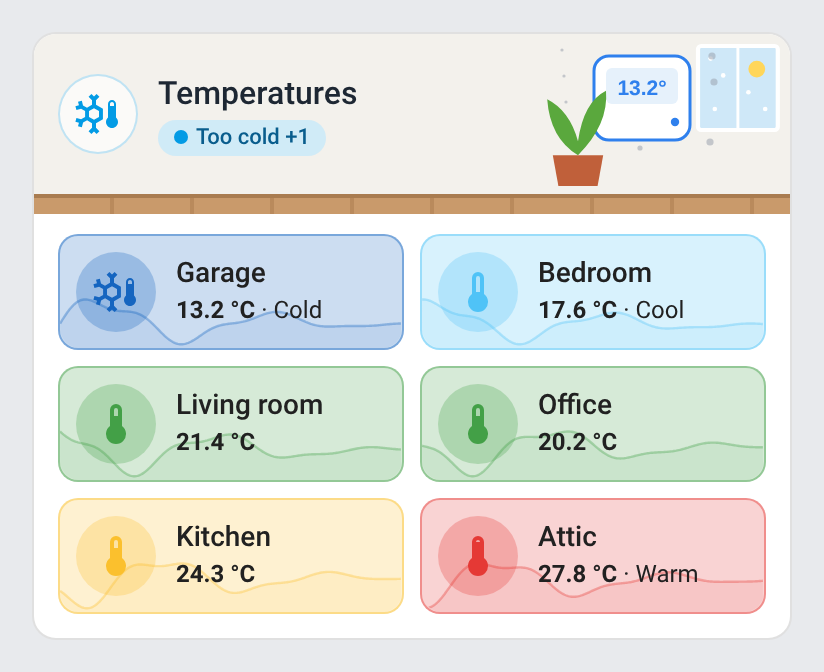 Temperatures
Too cold +1
13.2°
Garage
13.2 °C · Cold
Bedroom
17.6 °C · Cool
Living room
21.4 °C
Office
20.2 °C
Kitchen
24.3 °C
Attic
27.8 °C · Warm